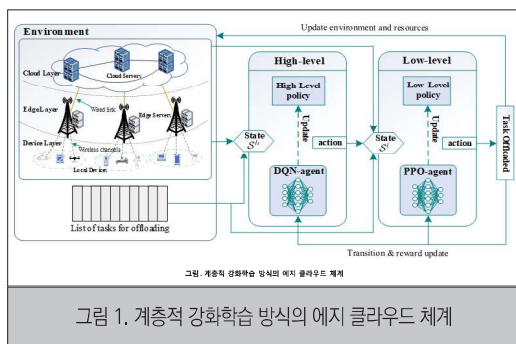 Environment
Update environment and resources
Cloud Layer
Cloud Servers
High-level
Low-level
High Level
policy
Low Level
policy
Wired link
Edge Layer
Edge Servers
Update
Update
Device Layer
Wireless channels
State
S^h
action
State
S^l
action
Task Offloaded
Local Devices
DQN-agent
PPO-agent
List of tasks for offloading
Transition & reward update
그림. 계층적 강화학습 방식의 에지 클라우드 체계
그림 1. 계층적 강화학습 방식의 에지 클라우드 체계